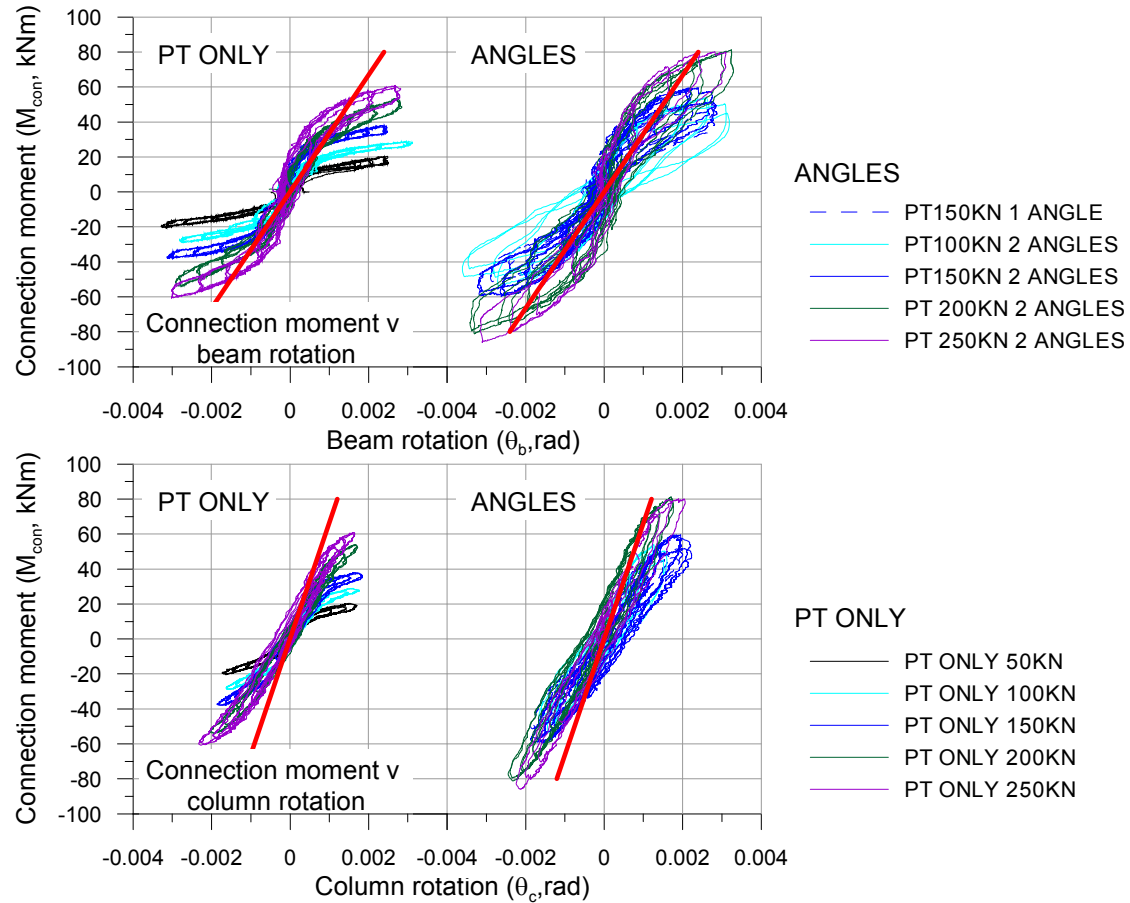 Connection moment (M_con, kNm)
100
80
60
40
20
0
-20
-40
-60
-80
-100
PT ONLY
ANGLES
Connection moment v
beam rotation
-0.004 -0.002 0 0.002 -0.004 -0.002 0 0.002 0.004
Beam rotation (θ_b,rad)
ANGLES
PT150KN 1 ANGLE
PT100KN 2 ANGLES
PT150KN 2 ANGLES
PT 200KN 2 ANGLES
PT 250KN 2 ANGLES
Connection moment (M_con, kNm)
100
80
60
40
20
0
-20
-40
-60
-80
-100
PT ONLY
ANGLES
Connection moment v
column rotation
-0.004 -0.002 0 0.002 -0.004 -0.002 0 0.002 0.004
Column rotation (θ_c,rad)
PT ONLY
PT ONLY 50KN
PT ONLY 100KN
PT ONLY 150KN
PT ONLY 200KN
PT ONLY 250KN